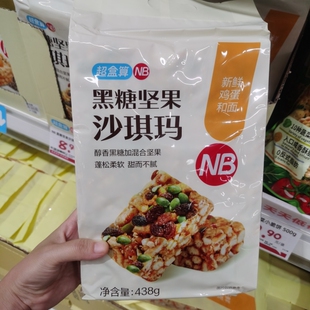 超盒算 NB
新鲜
鸡蛋
和面
黑糖坚果
沙琪玛
醇香黑糖加混合坚果
蓬松柔软 甜而不腻
NB
净含量:438g